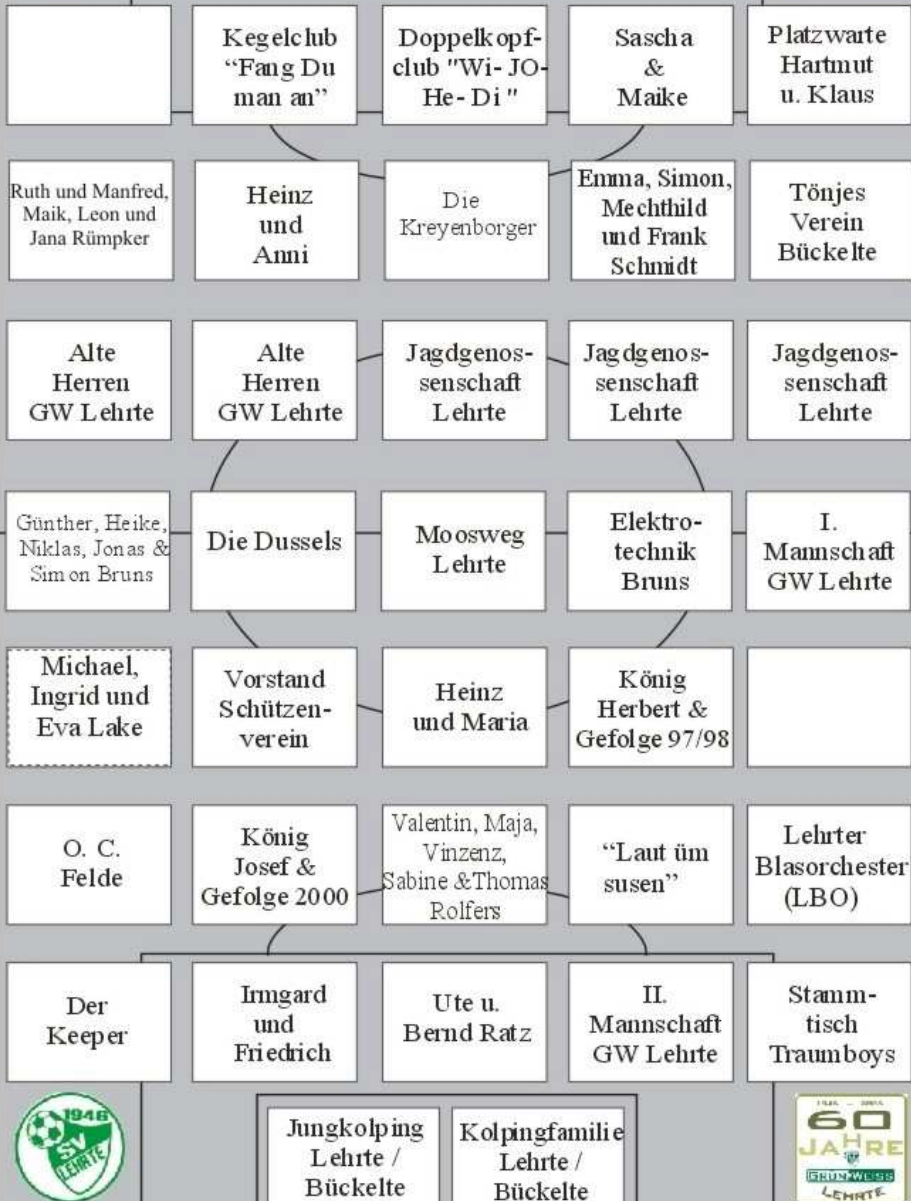 Kegelclub
“Fang Du
man an”
Doppelkopf-
club "Wi- JO-
He- Di "
Sascha
&
Maike
Platzwarte
Hartmut
u. Klaus
Ruth und Manfred,
Maik, Leon und
Jana Rümpker
Heinz
und
Anni
Die
Kreyenborger
Emma, Simon,
Mechthild
und Frank
Schmidt
Tönjes
Verein
Bückelte
Alte
Herren
GW Lehrte
Alte
Herren
GW Lehrte
Jagdgenos-
senschaft
Lehrte
Jagdgenos-
senschaft
Lehrte
Jagdgenos-
senschaft
Lehrte
Günther, Heike,
Niklas, Jonas &
Simon Bruns
Die Dussels
Moosweg
Lehrte
Elektro-
technik
Bruns
I.
Mannschaft
GW Lehrte
Michael,
Ingrid und
Eva Lake
Vorstand
Schützen-
verein
Heinz
und Maria
König
Herbert &
Gefolge 97/98
O. C.
Felde
König
Josef &
Gefolge 2000
Valentin, Maja,
Vinzenz,
Sabine &Thomas
Rolfers
“Laut üm
susen”
Lehrter
Blasorchester
(LBO)
Der
Keeper
Irmgard
und
Friedrich
Ute u.
Bernd Ratz
II.
Mannschaft
GW Lehrte
Stamm-
tisch
Traumboys
1946
SV
LEHRTE
Jungkolping
Lehrte /
Bückelte
Kolpingfamilie
Lehrte /
Bückelte
60
JAHRE
GRÜN-WEISS
LEHRTE